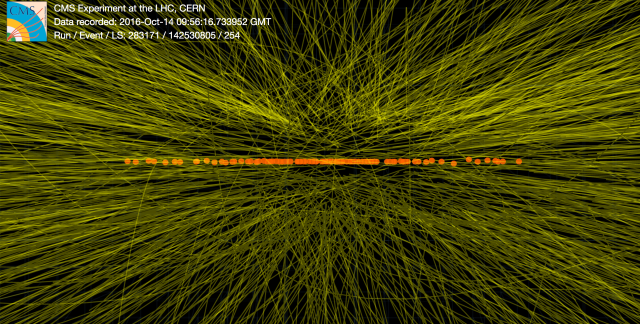 CMS
CMS Experiment at the LHC, CERN
Data recorded: 2016-Oct-14 09:56:16.733952 GMT
Run / Event / LS: 283171 / 142530805 / 254